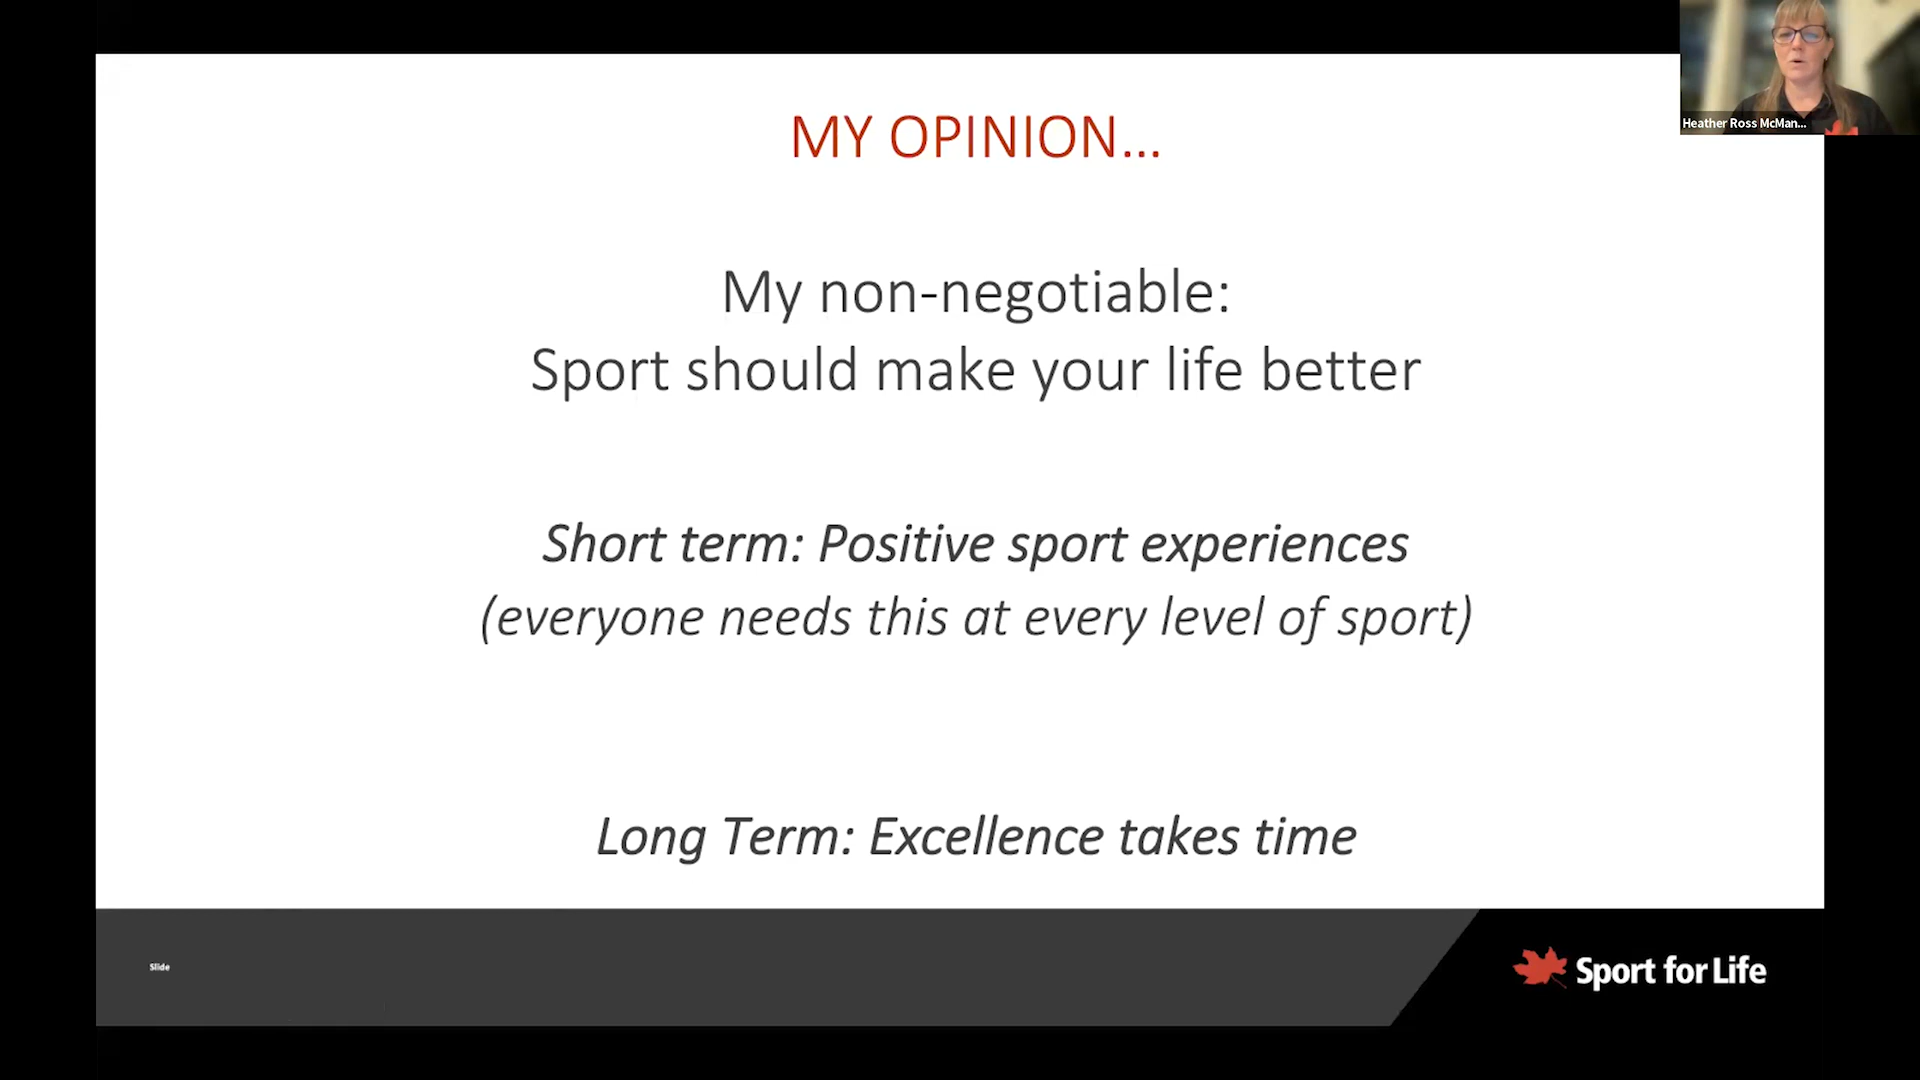 MY OPINION...
Heather Ross McMan...
My non-negotiable:
Sport should make your life better
Short term: Positive sport experiences
(everyone needs this at every level of sport)
Long Term: Excellence takes time
Slide
Sport for Life